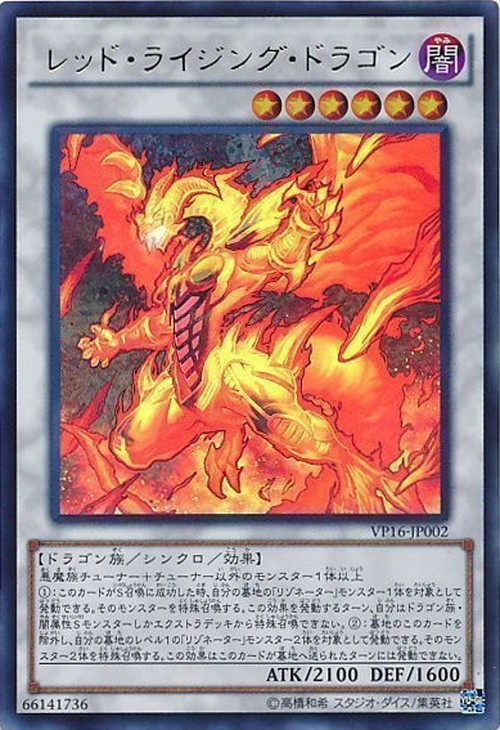 レッド・ライジング・ドラゴン
やみ
闇
VP16-JP002
【ドラゴン族／シンクロ／効果】
悪魔族チューナー＋チューナー以外のモンスター1体以上
①：このカードがS召喚に成功した時、自分の墓地の「リゾネーター」モンスター1体を対象として
発動できる。そのモンスターを特殊召喚する。この効果を発動するターン、自分はドラゴン族・
闇属性Sモンスターしかエクストラデッキから特殊召喚できない。②：墓地のこのカードを
除外し、自分の墓地のレベル1の「リゾネーター」モンスター2体を対象として発動できる。そのモン
スター2体を特殊召喚する。この効果はこのカードが墓地へ送られたターンには発動できない。
ATK/2100 DEF/1600
66141736
©高橋和希 スタジオ・ダイス/集英社